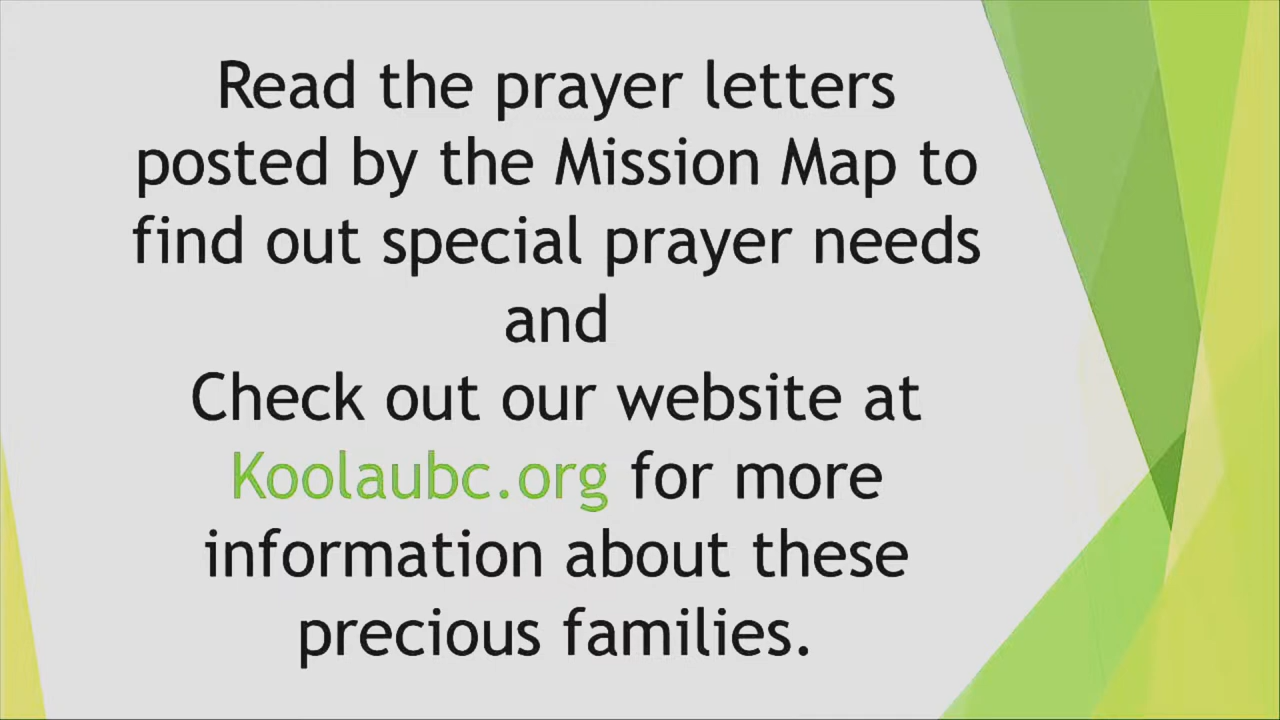 Read the prayer letters
posted by the Mission Map to
find out special prayer needs
and
Check out our website at
Koolaubc.org for more
information about these
precious families.